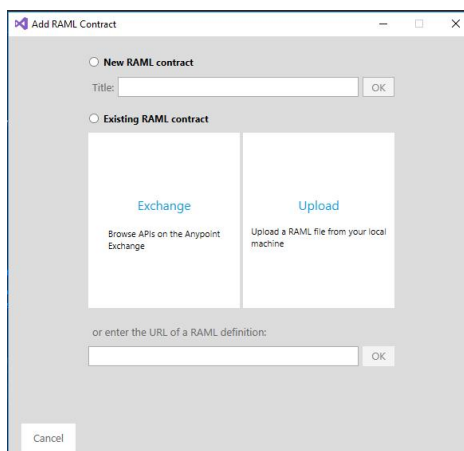 Add RAML Contract
New RAML contract
Title:
OK
Existing RAML contract
Exchange
Browse APIs on the Anypoint
Exchange
Upload
Upload a RAML file from your local
machine
or enter the URL of a RAML definition:
OK
Cancel